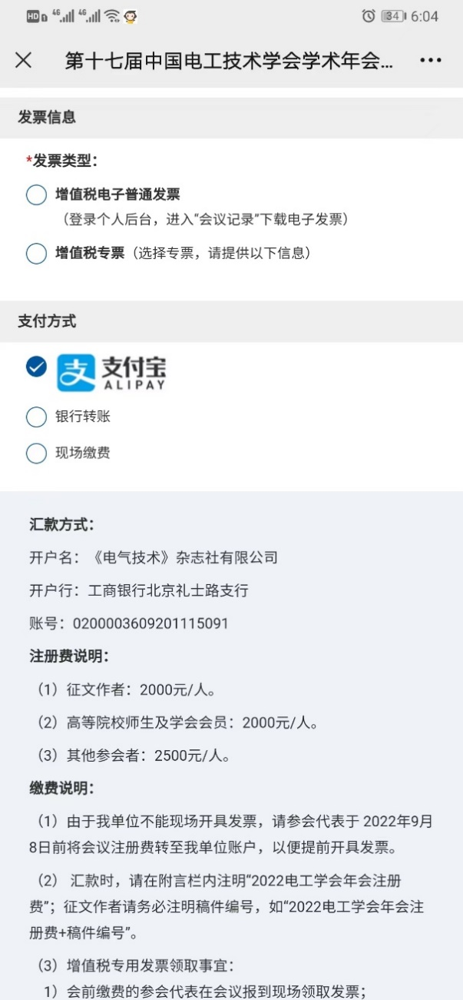 HD 4G 4G 34 6:04
第十七届中国电工技术学会学术年会...
发票信息
*发票类型：
增值税电子普通发票
（登录个人后台，进入“会议记录”下载电子发票）
增值税专票（选择专票，请提供以下信息）
支付方式
支 支付宝
ALIPAY
银行转账
现场缴费
汇款方式：
开户名：《电气技术》杂志社有限公司
开户行：工商银行北京礼士路支行
账号：0200003609201115091
注册费说明：
（1）征文作者：2000元/人。
（2）高等院校师生及学会会员：2000元/人。
（3）其他参会者：2500元/人。
缴费说明：
（1）由于我单位不能现场开具发票，请参会代表于 2022年9月
8日前将会议注册费转至我单位账户，以便提前开具发票。
（2） 汇款时，请在附言栏内注明“2022电工学会年会注册
费”；征文作者请务必注明稿件编号，如“2022电工学会年会注
册费+稿件编号”。
（3）增值税专用发票领取事宜：
1）会前缴费的参会代表在会议报到现场领取发票；